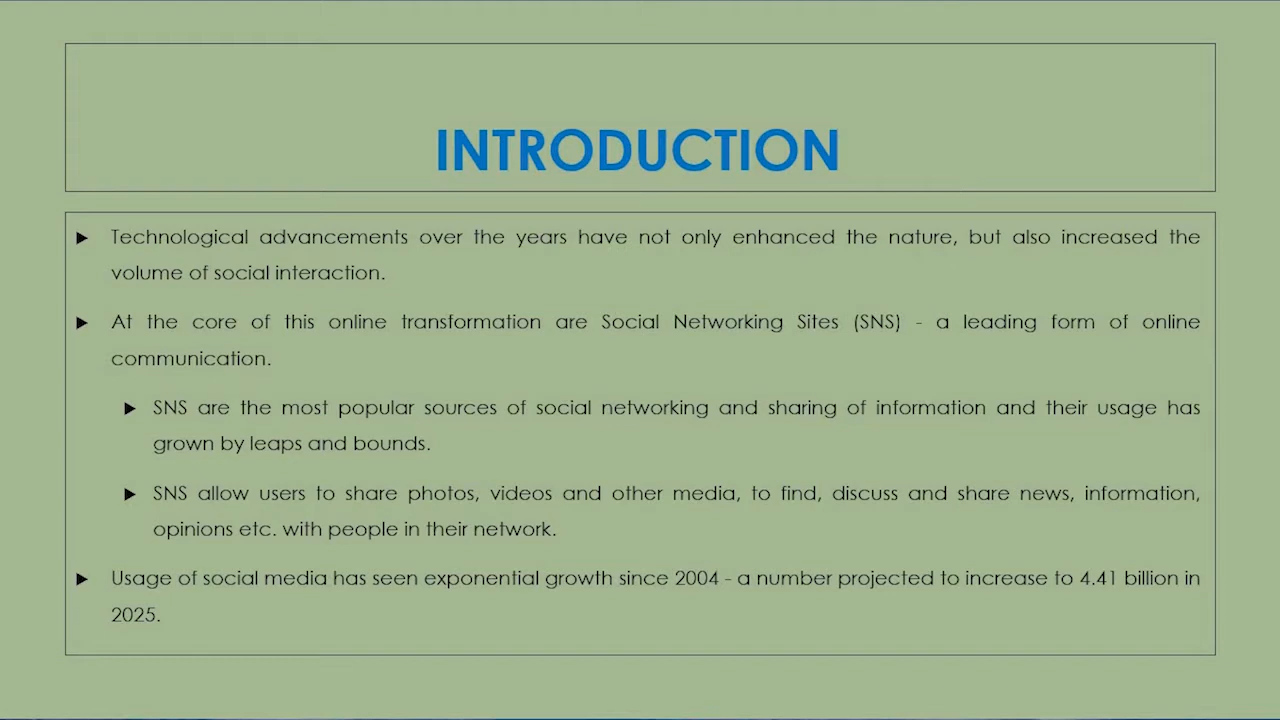 INTRODUCTION
Technological advancements over the years have not only enhanced the nature, but also increased the
volume of social interaction.
At the core of this online transformation are Social Networking Sites (SNS) - a leading form of online
communication.
SNS are the most popular sources of social networking and sharing of information and their usage has
grown by leaps and bounds.
SNS allow users to share photos, videos and other media, to find, discuss and share news, information,
opinions etc. with people in their network.
Usage of social media has seen exponential growth since 2004 - a number projected to increase to 4.41 billion in
2025.